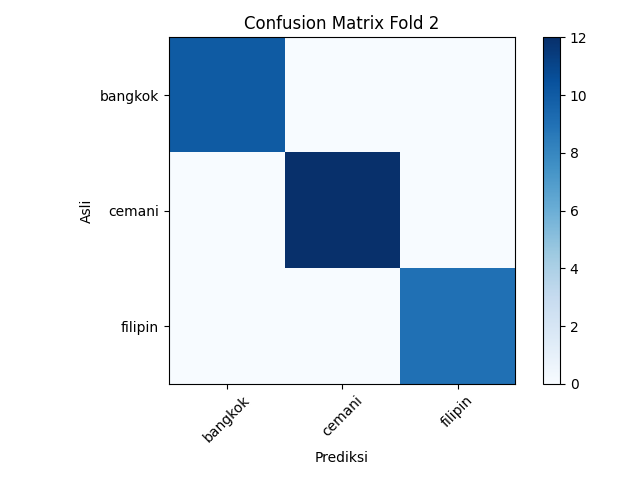 Confusion Matrix Fold 2
Asli
bangkok
cemani
filipin
bangkok
cemani
filipin
Prediksi
12
10
8
6
4
2
0